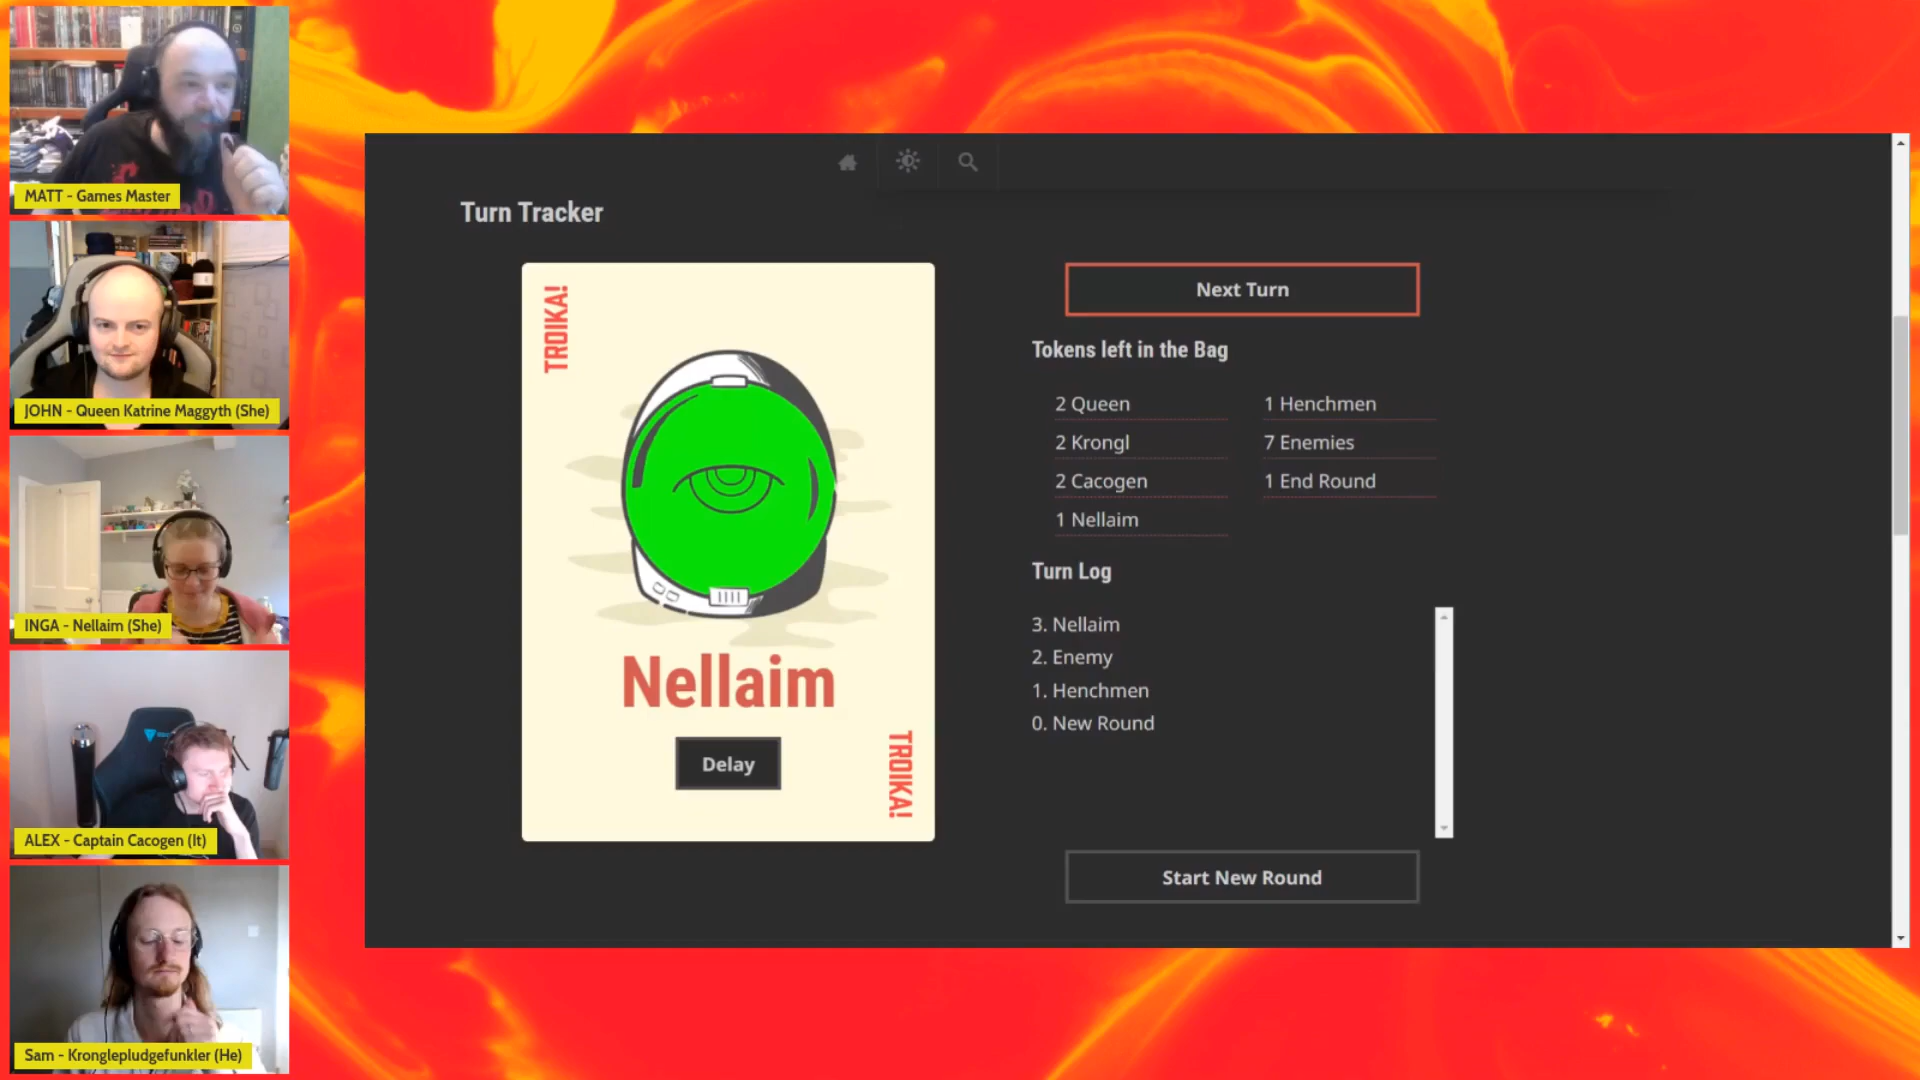 MATT - Games Master
JOHN - Queen Katrine Maggyth (She)
INGA - Nellaim (She)
ALEX - Captain Cacogen (It)
Sam - Kronglepludgefunkler (He)
Turn Tracker
TROIKA!
Nellaim
Delay
TROIKA!
Next Turn
Tokens left in the Bag
2 Queen
2 Krongl
2 Cacogen
1 Nellaim
1 Henchmen
7 Enemies
1 End Round
Turn Log
3. Nellaim
2. Enemy
1. Henchmen
0. New Round
Start New Round